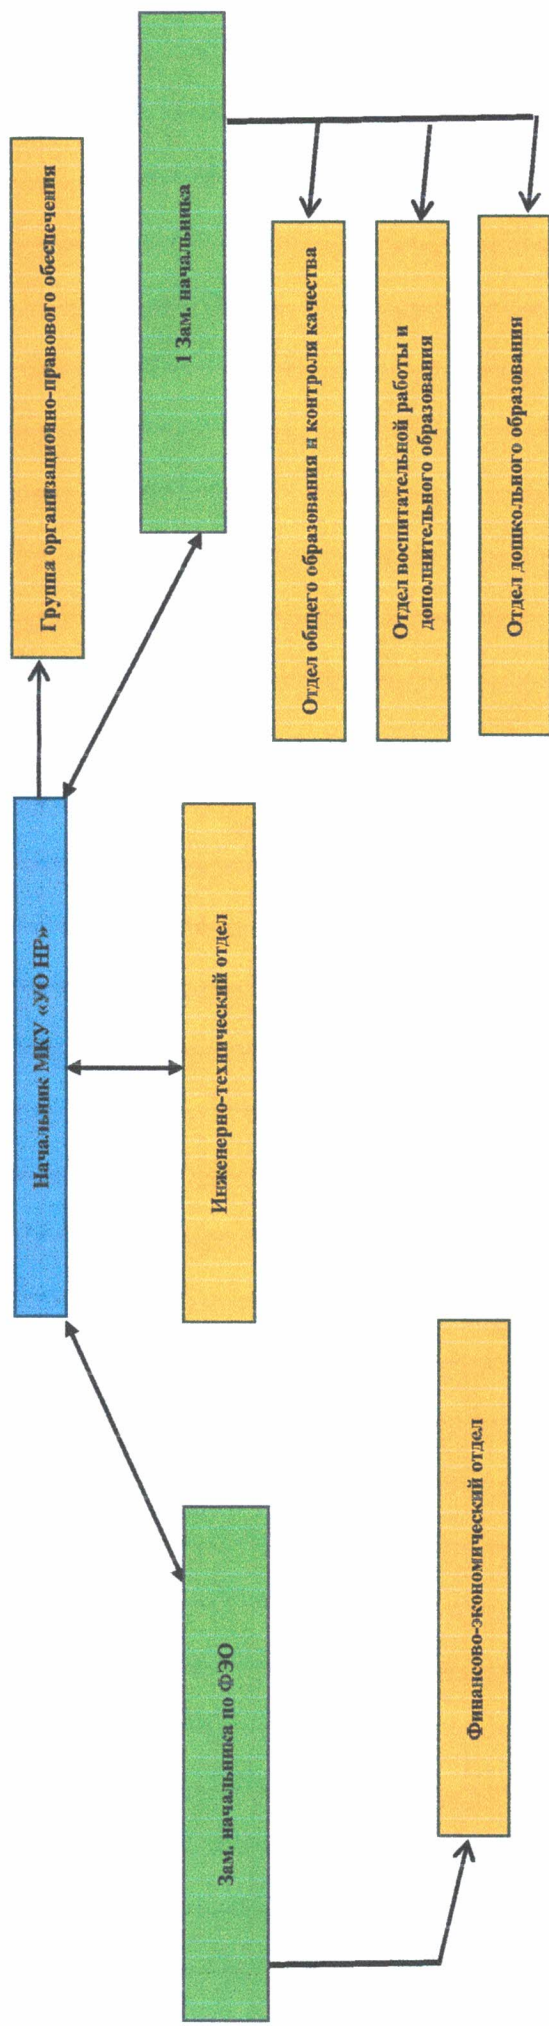 Начальник МКУ «УО НР»
Группа организационно-правового обеспечения
Зам. начальника по ФЭО
Инженерно-технический отдел
1 Зам. начальника
Финансово-экономический отдел
Отдел общего образования и контроля качества
Отдел воспитательной работы и
дополнительного образования
Отдел дошкольного образования